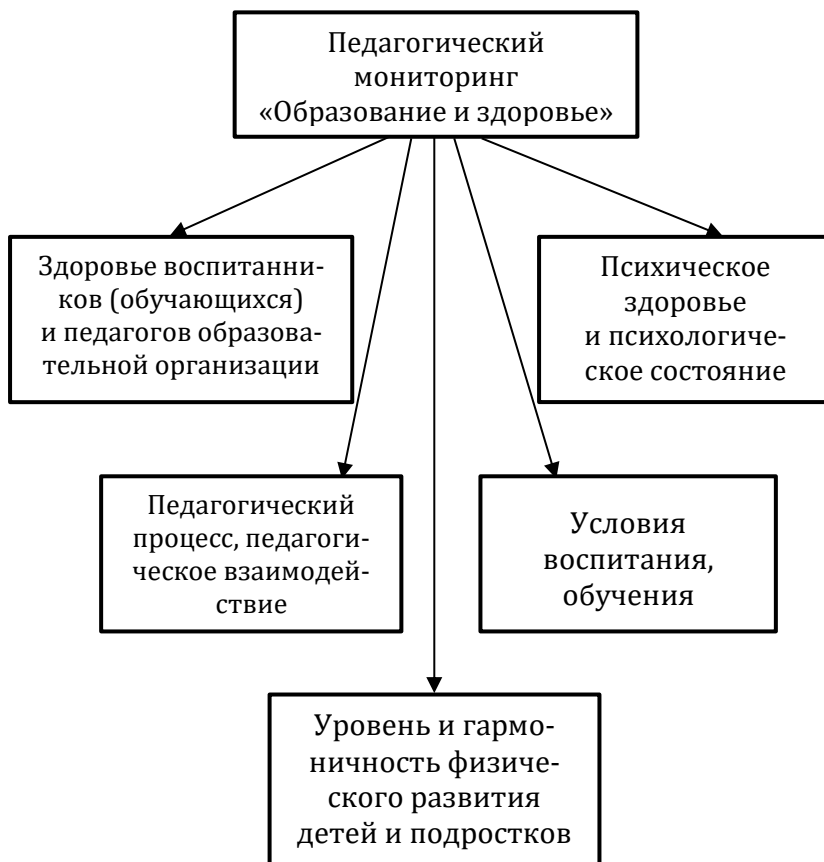 Педагогический
мониторинг
«Образование и здоровье»
Здоровье воспитанни-
ков (обучающихся)
и педагогов образова-
тельной организации
Психическое
здоровье
и психологиче-
ское состояние
Педагогический
процесс, педагоги-
ческое взаимодей-
ствие
Условия
воспитания,
обучения
Уровень и гармо-
ничность физиче-
ского развития
детей и подростков